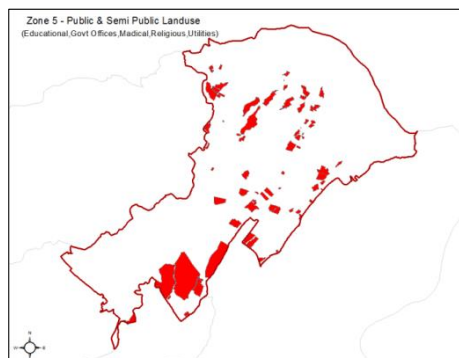 Zone 5 - Public & Semi Public Landuse
(Educational,Govt Offices,Madical,Religious,Utilities)
N